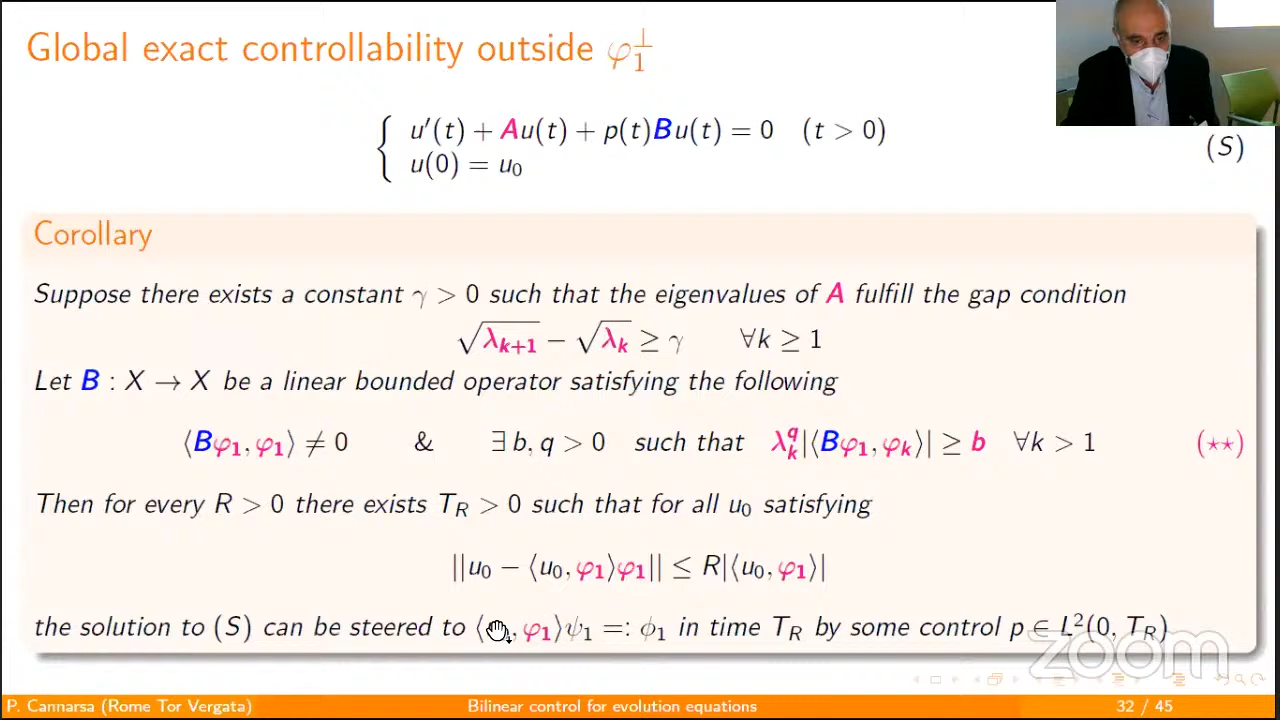 Global exact controllability outside φ₁^⊥
{ u′(t) + Au(t) + p(t)Bu(t) = 0 (t > 0)
u(0) = u₀
(S)
Corollary
Suppose there exists a constant γ > 0 such that the eigenvalues of A fulfill the gap condition
√λₖ₊₁ − √λₖ ≥ γ ∀k ≥ 1
Let B : X → X be a linear bounded operator satisfying the following
⟨Bφ₁, φ₁⟩ ≠ 0 & ∃ b, q > 0 such that λₖ^q |⟨Bφ₁, φₖ⟩| ≥ b ∀k > 1 (⋆⋆)
Then for every R > 0 there exists T_R > 0 such that for all u₀ satisfying
||u₀ − ⟨u₀, φ₁⟩φ₁|| ≤ R|⟨u₀, φ₁⟩|
the solution to (S) can be steered to ⟨ , φ₁⟩ψ₁ =: ϕ₁ in time T_R by some control p ∈ L²(0, T_R)
zoom
P. Cannarsa (Rome Tor Vergata) Bilinear control for evolution equations 32 / 45